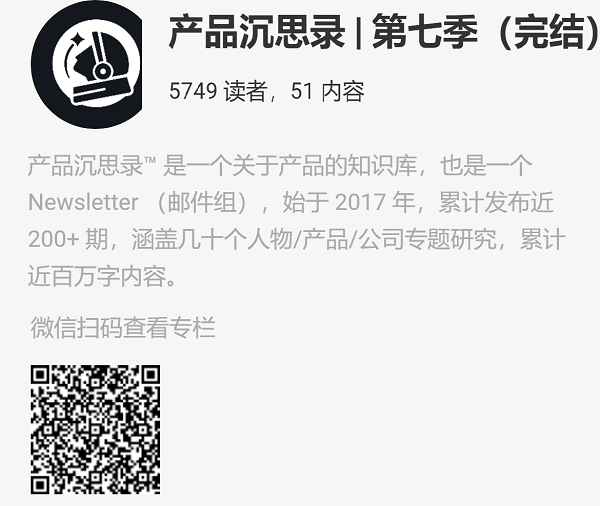 产品沉思录 | 第七季（完结）
5749 读者，51 内容
产品沉思录™ 是一个关于产品的知识库，也是一个
Newsletter （邮件组），始于 2017 年，累计发布近
200+ 期，涵盖几十个人物/产品/公司专题研究，累计
近百万字内容。
微信扫码查看专栏